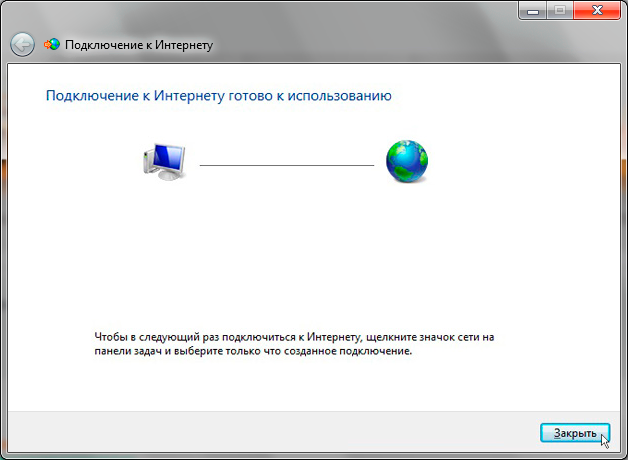 Подключение к Интернету
Подключение к Интернету готово к использованию
Чтобы в следующий раз подключиться к Интернету, щелкните значок сети на
панели задач и выберите только что созданное подключение.
Закрыть